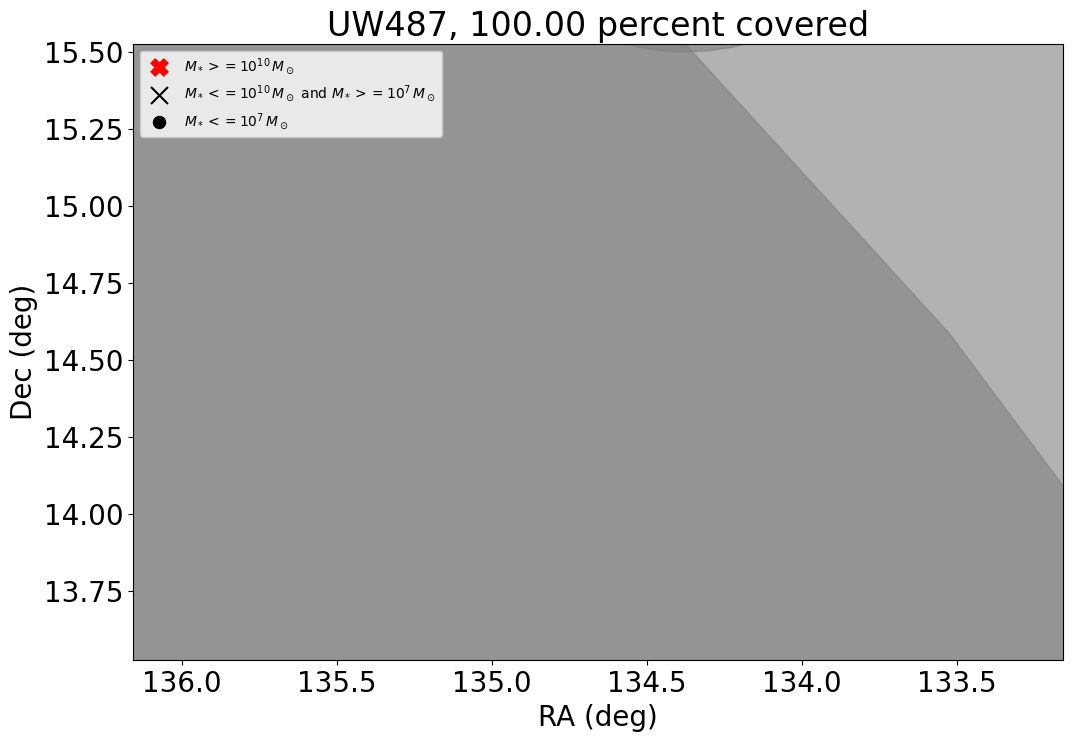 UW487, 100.00 percent covered
M* >= 10^10 M⊙
M* <= 10^10 M⊙ and M* >= 10^7 M⊙
M* <= 10^7 M⊙
15.50
15.25
15.00
14.75
14.50
14.25
14.00
13.75
Dec (deg)
136.0 135.5 135.0 134.5 134.0 133.5
RA (deg)